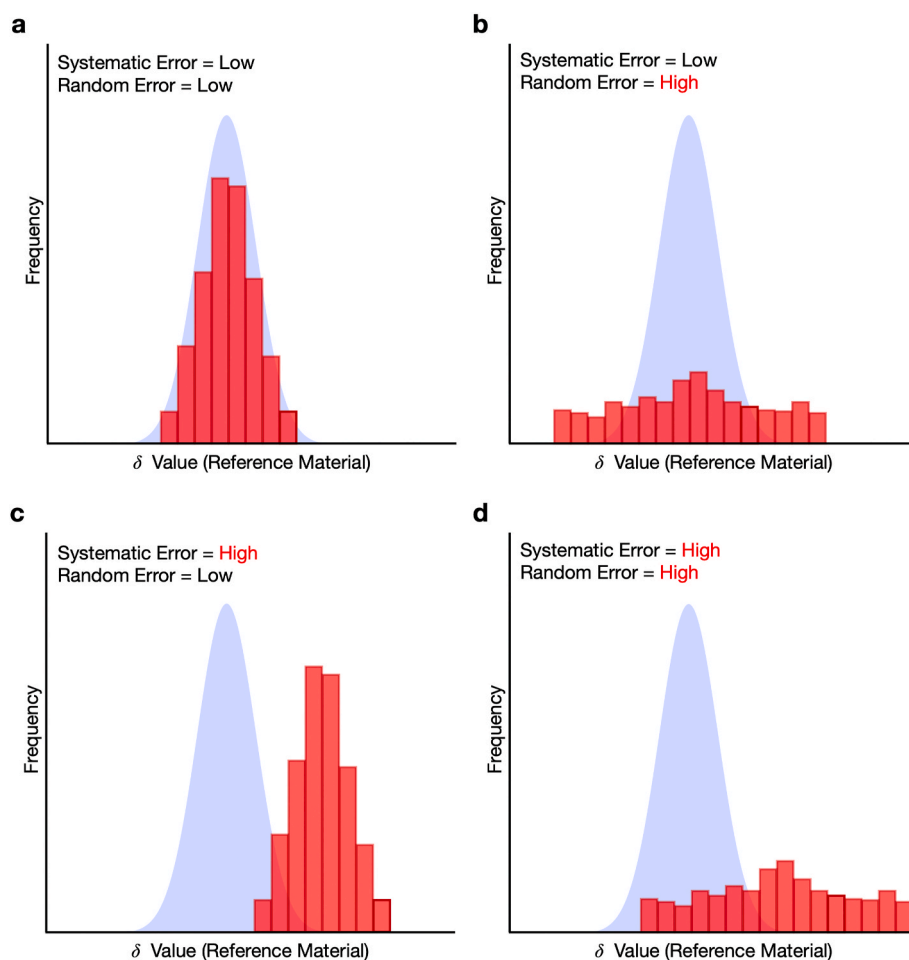 a
Systematic Error = Low
Random Error = Low
Frequency
δ Value (Reference Material)
b
Systematic Error = Low
Random Error = High
Frequency
δ Value (Reference Material)
c
Systematic Error = High
Random Error = Low
Frequency
δ Value (Reference Material)
d
Systematic Error = High
Random Error = High
Frequency
δ Value (Reference Material)